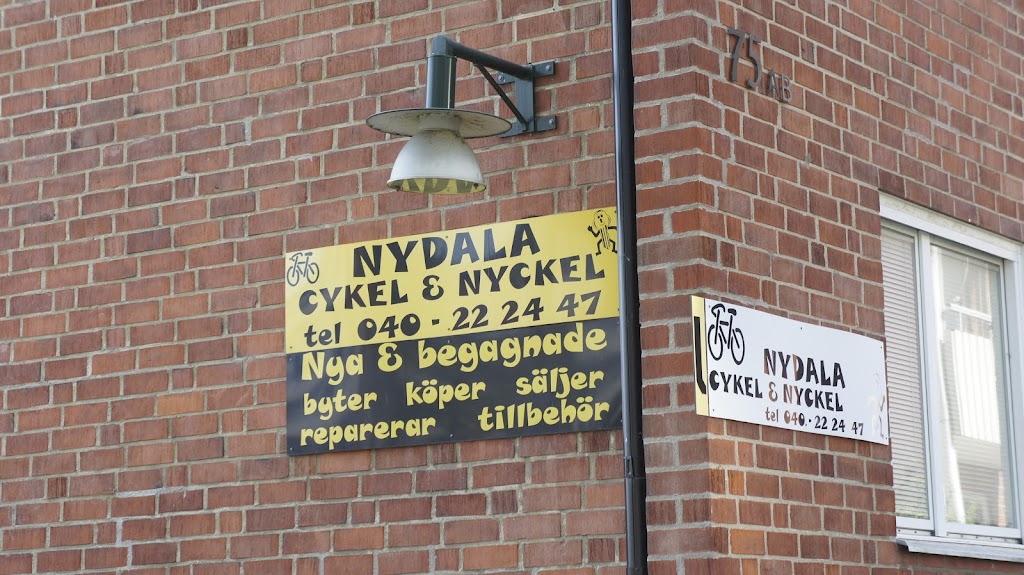 75 AB
NYDALA
CYKEL & NYCKEL
tel 040 - 22 24 47
Nya & begagnade
byter köper säljer
reparerar tillbehör
NYDALA
CYKEL & NYCKEL
tel 040 - 22 24 47